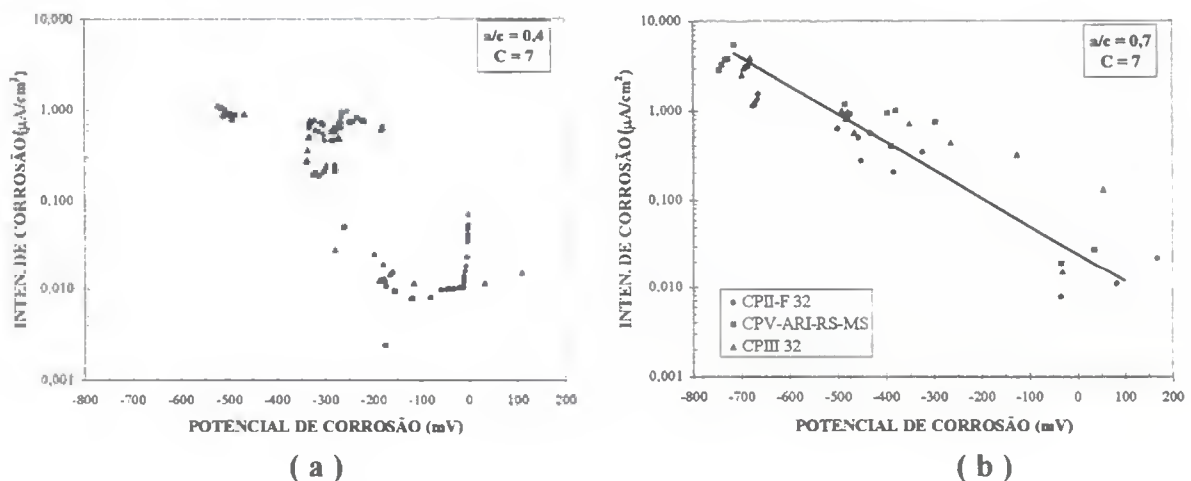 10,000
1,000
0,100
0,010
0,001
INTEN. DE CORROSÃO (µA/cm²)
a/c = 0,4
C = 7
-800 -700 -600 -500 -400 -300 -200 -100 0 100 200
POTENCIAL DE CORROSÃO (mV)
( a )
10,000
1,000
0,100
0,010
0,001
INTEN. DE CORROSÃO (µA/cm²)
a/c = 0,7
C = 7
CPII-F 32
CPV-ARI-RS-MS
CPIII 32
-800 -700 -600 -500 -400 -300 -200 -100 0 100 200
POTENCIAL DE CORROSÃO (mV)
( b )